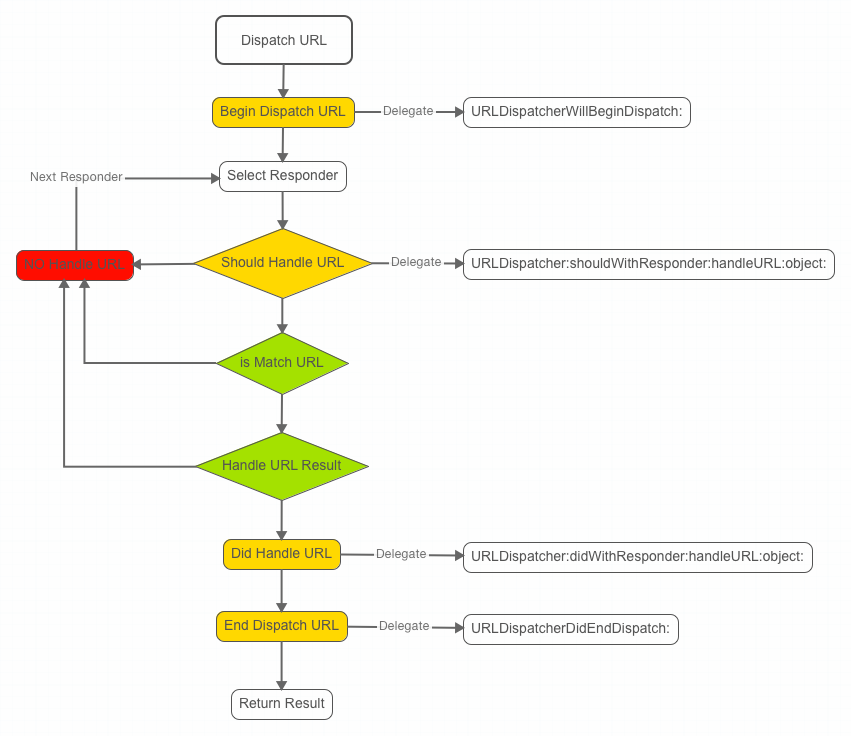 Dispatch URL
Begin Dispatch URL
Delegate
URLDispatcherWillBeginDispatch:
Next Responder
Select Responder
NO Handle URL
Should Handle URL
Delegate
URLDispatcher:shouldWithResponder:handleURL:object:
is Match URL
Handle URL Result
Did Handle URL
Delegate
URLDispatcher:didWithResponder:handleURL:object:
End Dispatch URL
Delegate
URLDispatcherDidEndDispatch:
Return Result